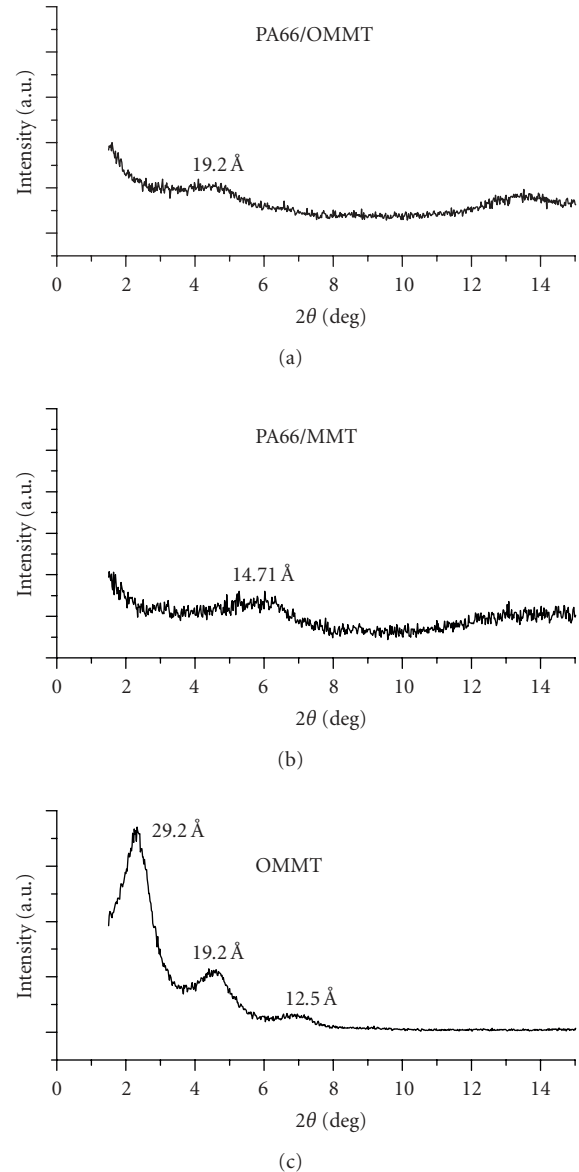 PA66/OMMT
19.2 Å
Intensity (a.u.)
0 2 4 6 8 10 12 14
2θ (deg)
(a)
PA66/MMT
14.71 Å
Intensity (a.u.)
0 2 4 6 8 10 12 14
2θ (deg)
(b)
29.2 Å
OMMT
19.2 Å
12.5 Å
Intensity (a.u.)
0 2 4 6 8 10 12 14
2θ (deg)
(c)